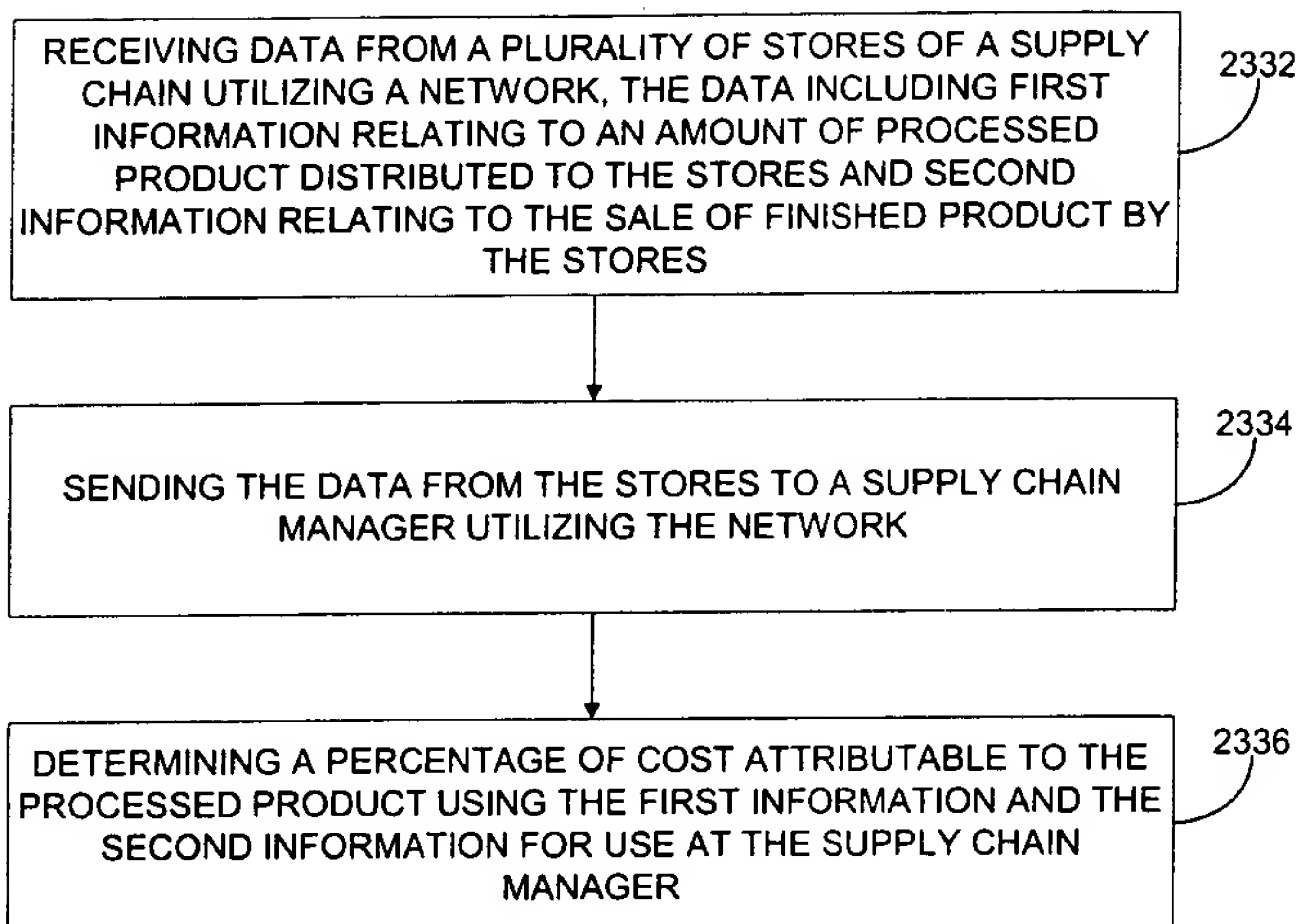 RECEIVING DATA FROM A PLURALITY OF STORES OF A SUPPLY
CHAIN UTILIZING A NETWORK, THE DATA INCLUDING FIRST
INFORMATION RELATING TO AN AMOUNT OF PROCESSED
PRODUCT DISTRIBUTED TO THE STORES AND SECOND
INFORMATION RELATING TO THE SALE OF FINISHED PRODUCT BY
THE STORES
2332
SENDING THE DATA FROM THE STORES TO A SUPPLY CHAIN
MANAGER UTILIZING THE NETWORK
2334
DETERMINING A PERCENTAGE OF COST ATTRIBUTABLE TO THE
PROCESSED PRODUCT USING THE FIRST INFORMATION AND THE
SECOND INFORMATION FOR USE AT THE SUPPLY CHAIN
MANAGER
2336